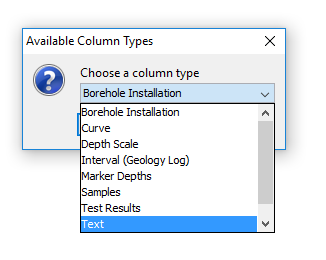 Available Column Types
Choose a column type
Borehole Installation
Borehole Installation
Curve
Depth Scale
Interval (Geology Log)
Marker Depths
Samples
Test Results
Text